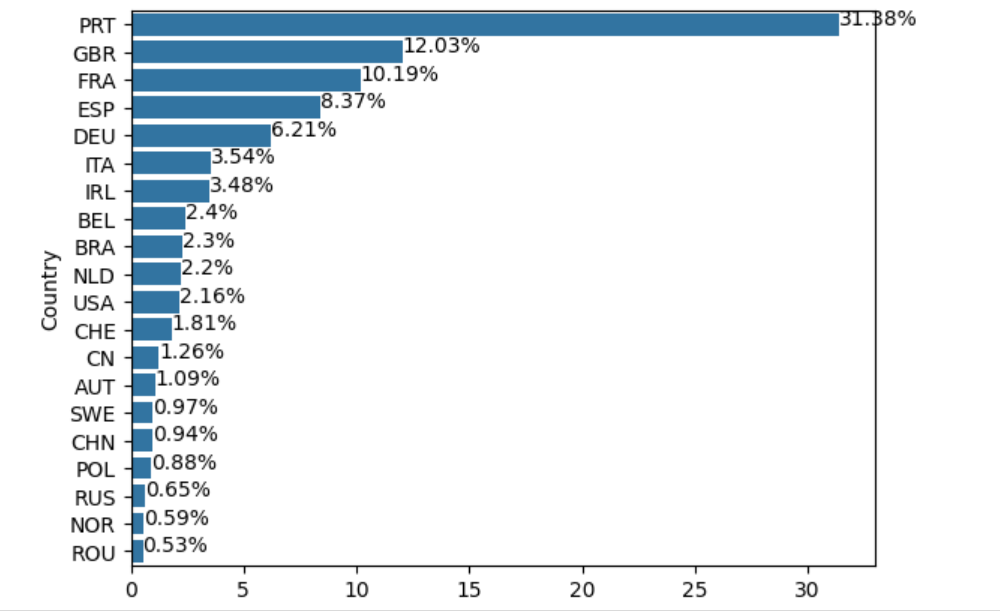 PRT 31.38%
GBR 12.03%
FRA 10.19%
ESP 8.37%
DEU 6.21%
ITA 3.54%
IRL 3.48%
BEL 2.4%
BRA 2.3%
NLD 2.2%
USA 2.16%
CHE 1.81%
CN 1.26%
AUT 1.09%
SWE 0.97%
CHN 0.94%
POL 0.88%
RUS 0.65%
NOR 0.59%
ROU 0.53%
Country
0 5 10 15 20 25 30